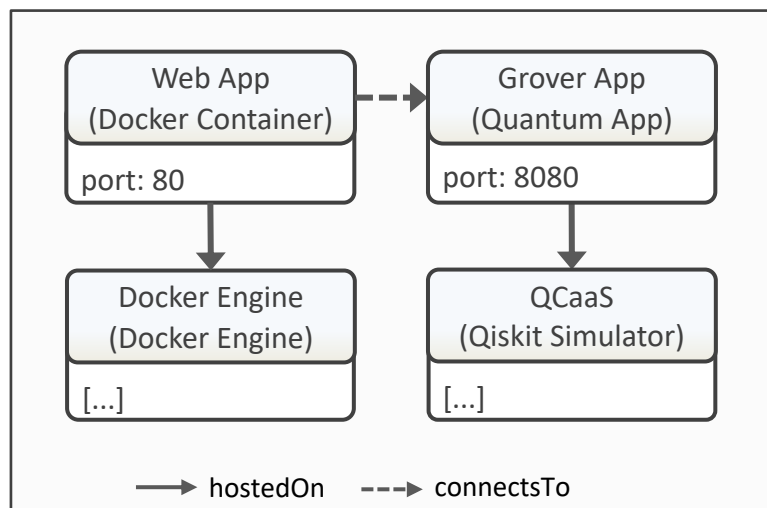 Web App
(Docker Container)
port: 80
Grover App
(Quantum App)
port: 8080
Docker Engine
(Docker Engine)
[...]
QCaaS
(Qiskit Simulator)
[...]
hostedOn
connectsTo